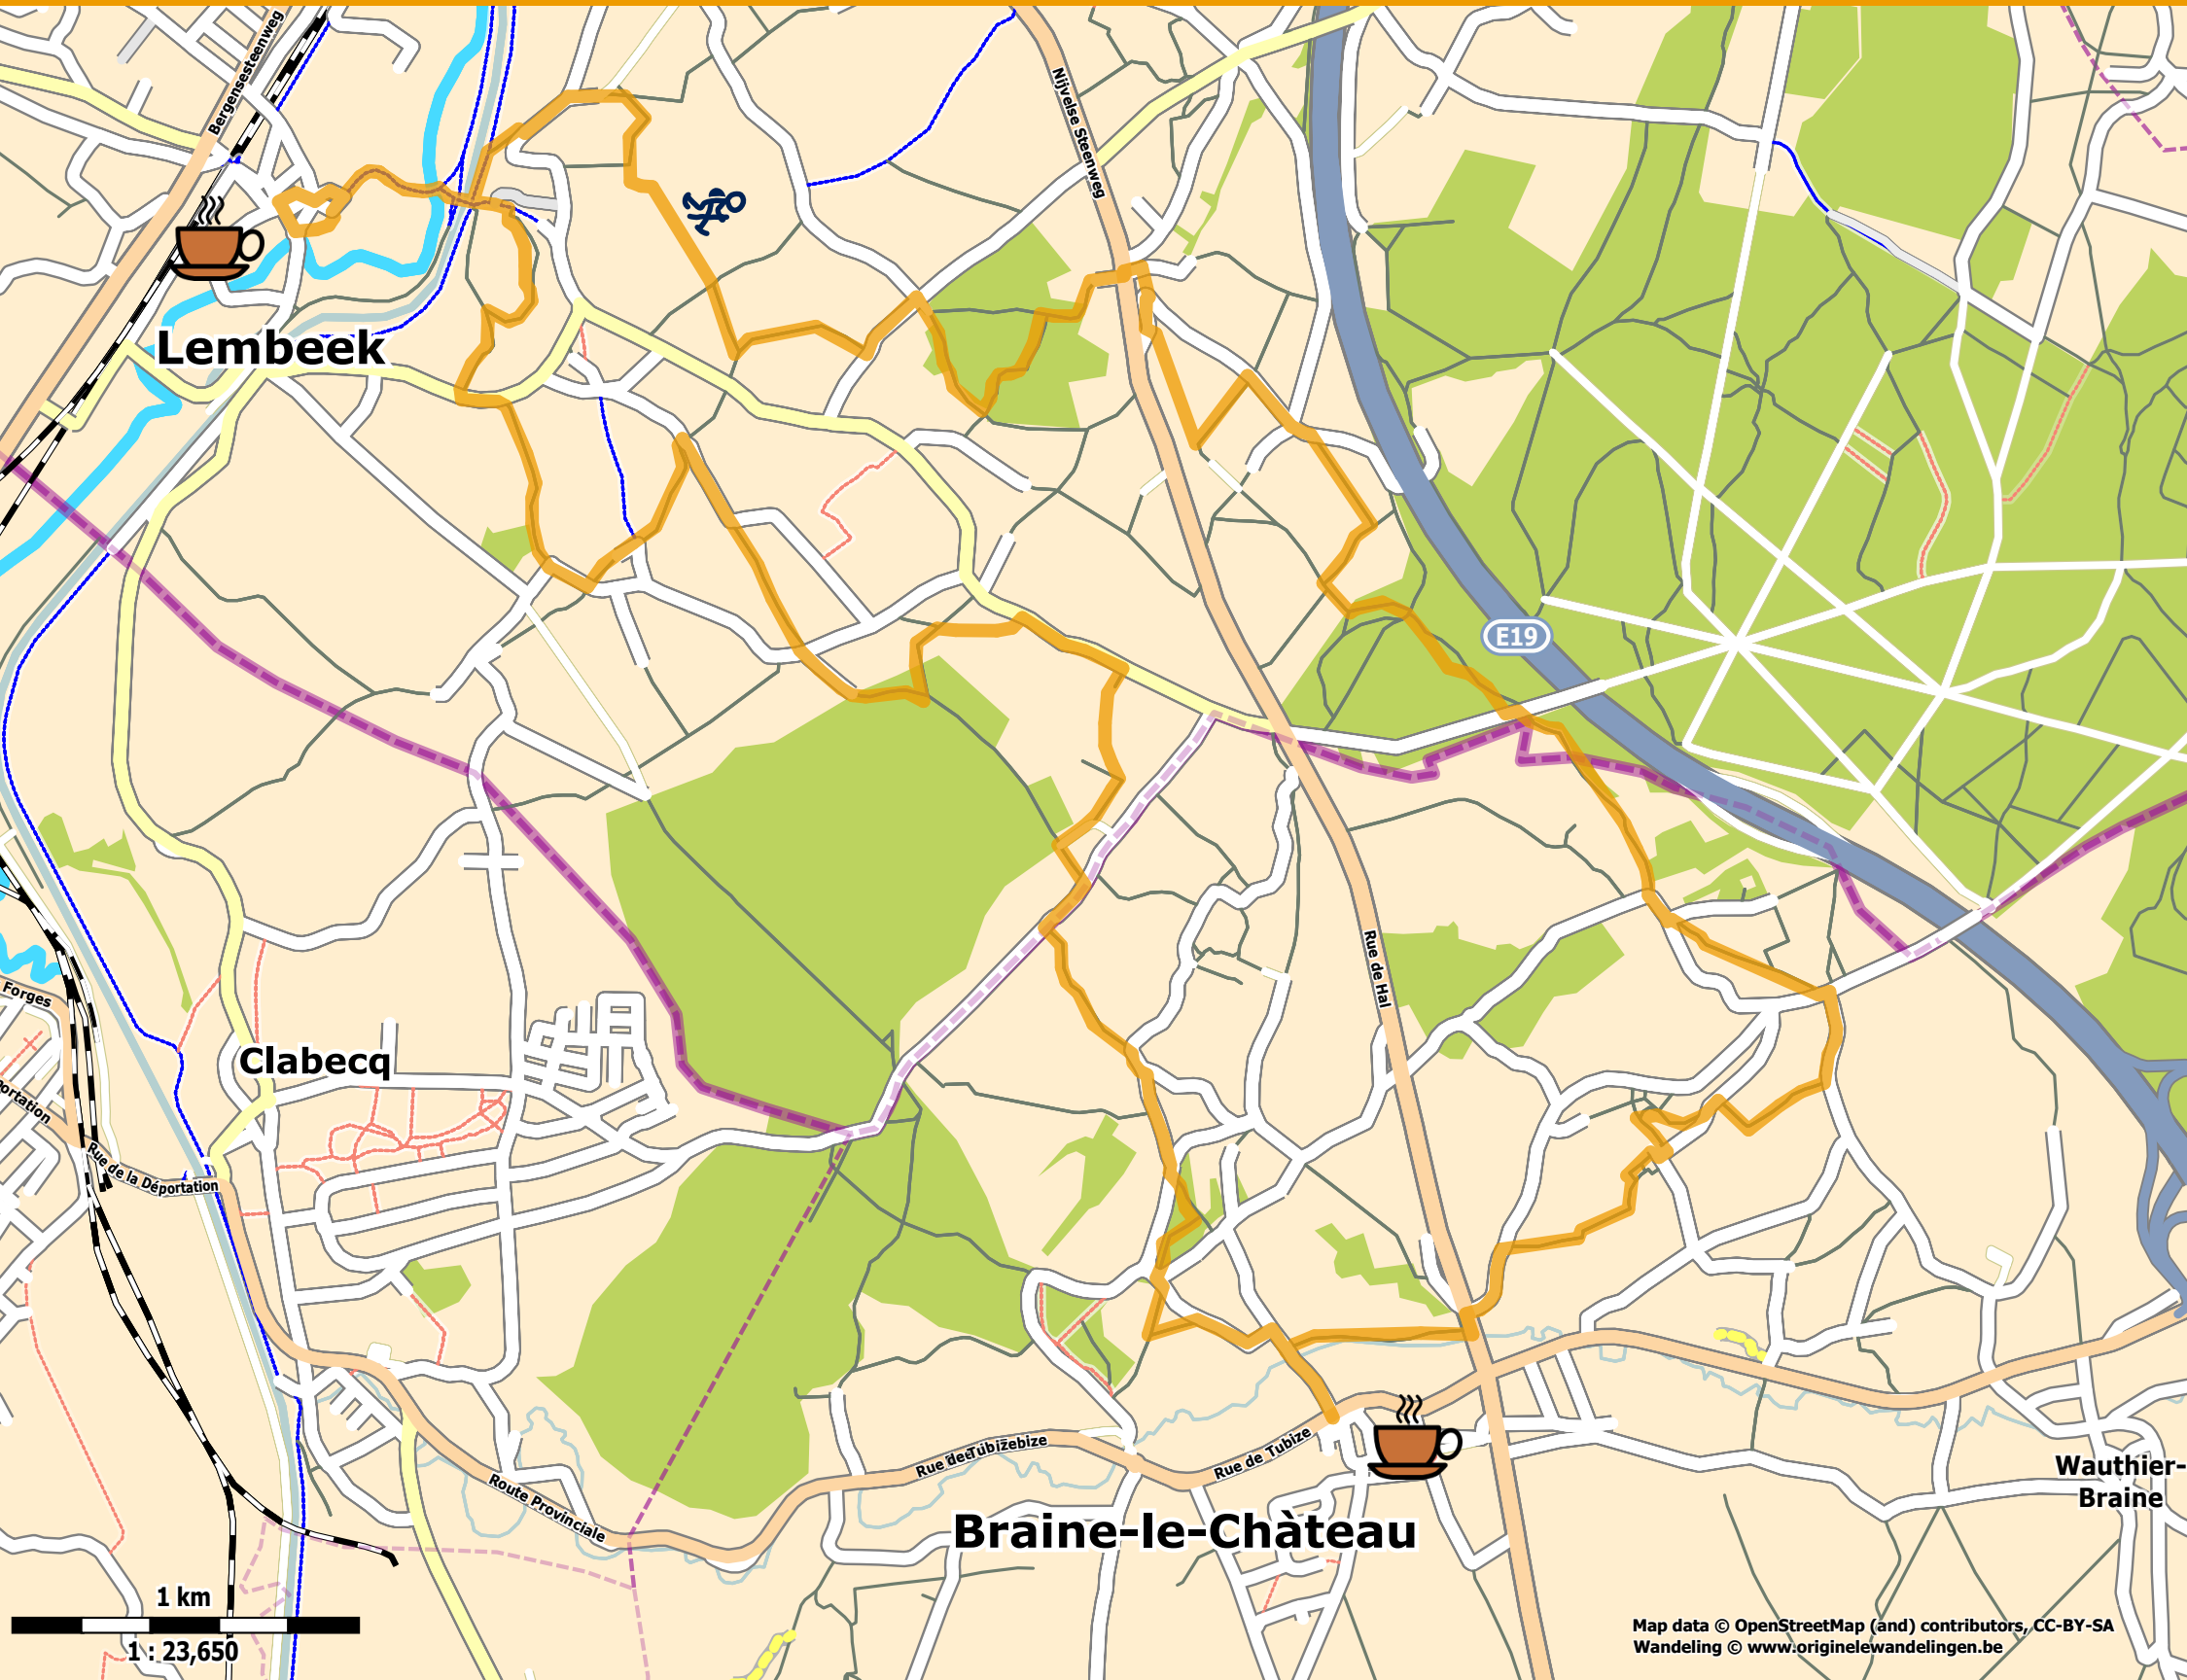 Bergensesteenweg
Nijvelse Steenweg
Lembeek
E19
Forges
Rue de Hal
Clabecq
Rue de la Déportation
Route Provinciale
Rue de Tubize
Braine-le-Château
Wauthier-
Braine
1 km
1 : 23,650
Map data © OpenStreetMap (and) contributors, CC-BY-SA
Wandeling © www.originelewandelingen.be